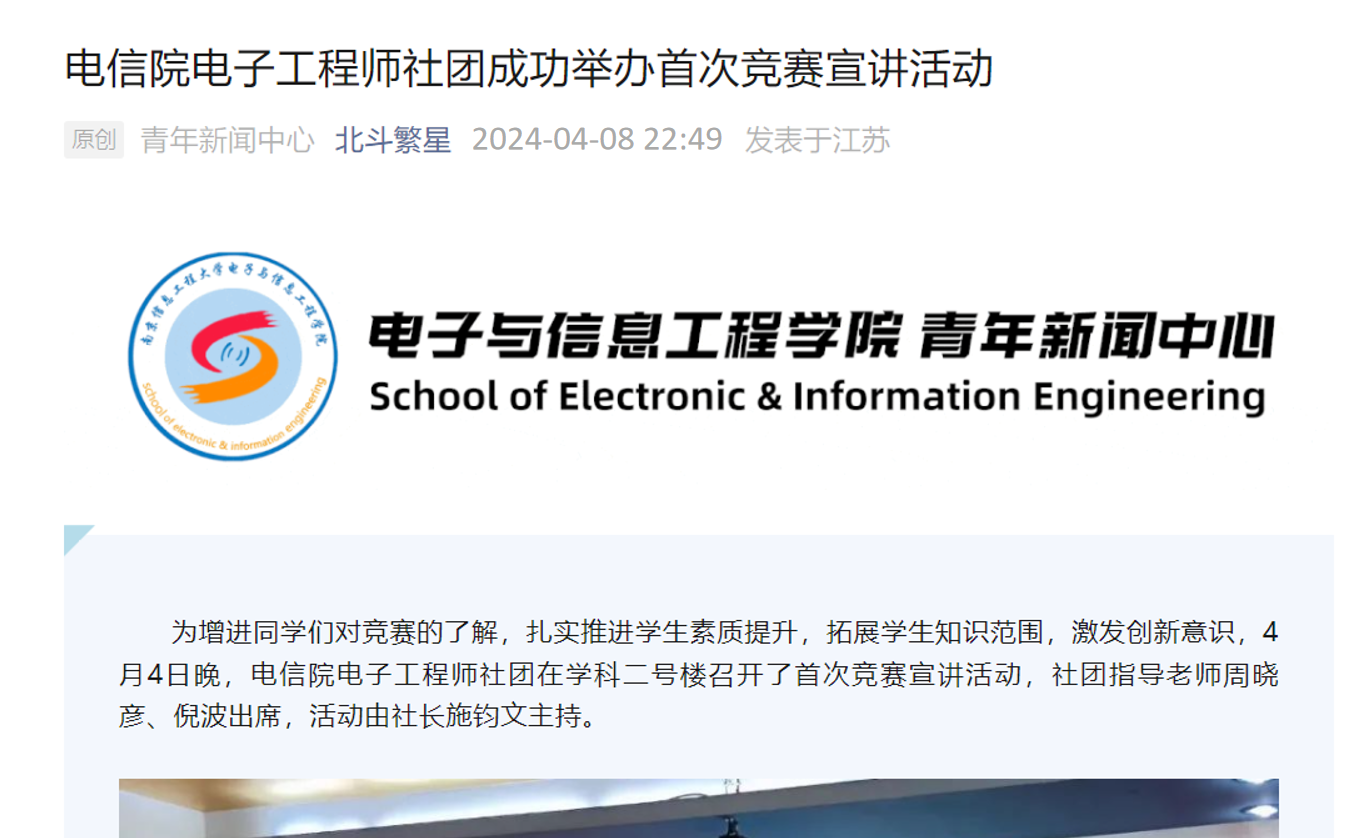 电信院电子工程师社团成功举办首次竞赛宣讲活动
原创 青年新闻中心 北斗繁星 2024-04-08 22:49 发表于江苏
南京信息工程大学电子与信息工程学院
school of electronic & information engineering
电子与信息工程学院 青年新闻中心
School of Electronic & Information Engineering
为增进同学们对竞赛的了解，扎实推进学生素质提升，拓展学生知识范围，激发创新意识，4
月4日晚，电信院电子工程师社团在学科二号楼召开了首次竞赛宣讲活动，社团指导老师周晓
彦、倪波出席，活动由社长施钧文主持。